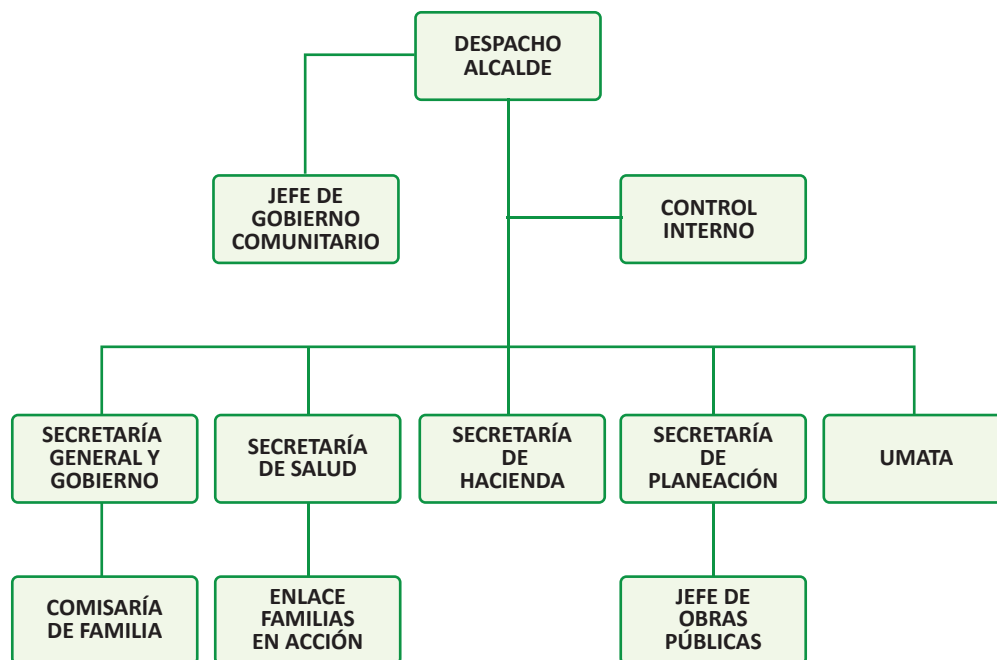 DESPACHO
ALCALDE
JEFE DE
GOBIERNO
COMUNITARIO
CONTROL
INTERNO
SECRETARÍA
GENERAL Y
GOBIERNO
SECRETARÍA
DE SALUD
SECRETARÍA
DE
HACIENDA
SECRETARÍA
DE
PLANEACIÓN
UMATA
COMISARÍA
DE FAMILIA
ENLACE
FAMILIAS
EN ACCIÓN
JEFE DE
OBRAS
PÚBLICAS